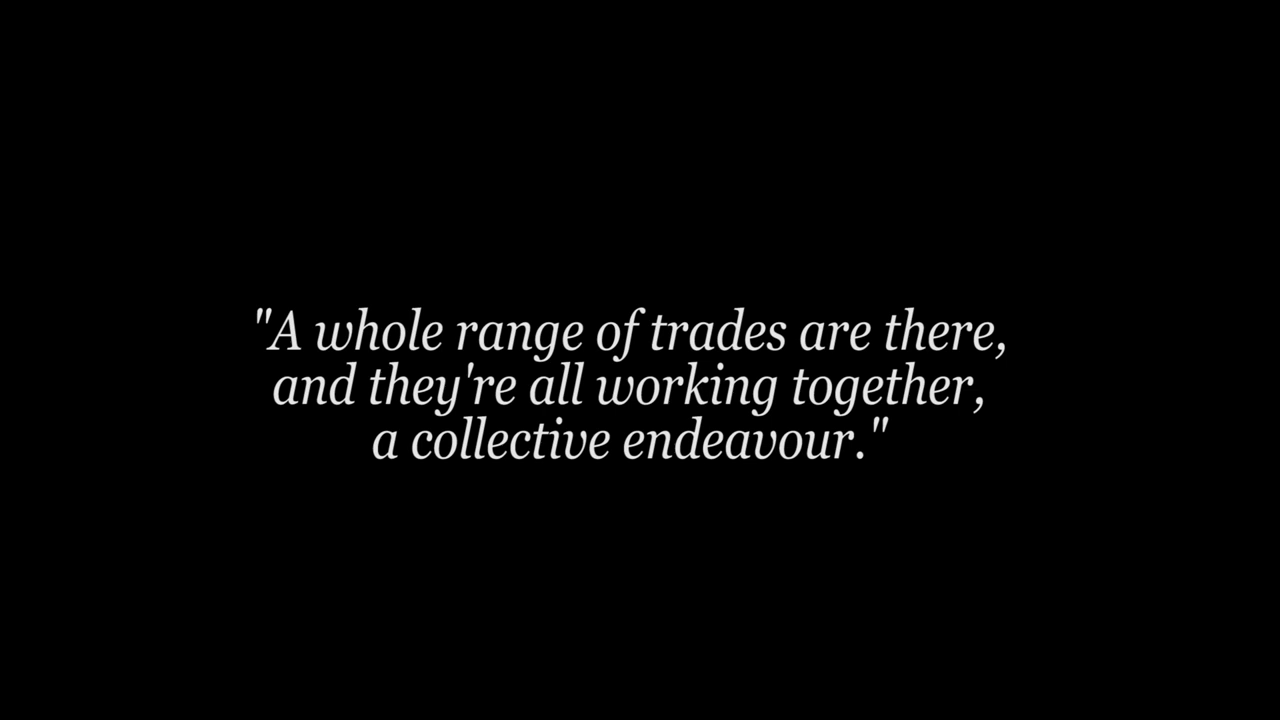 "A whole range of trades are there,
and they're all working together,
a collective endeavour."